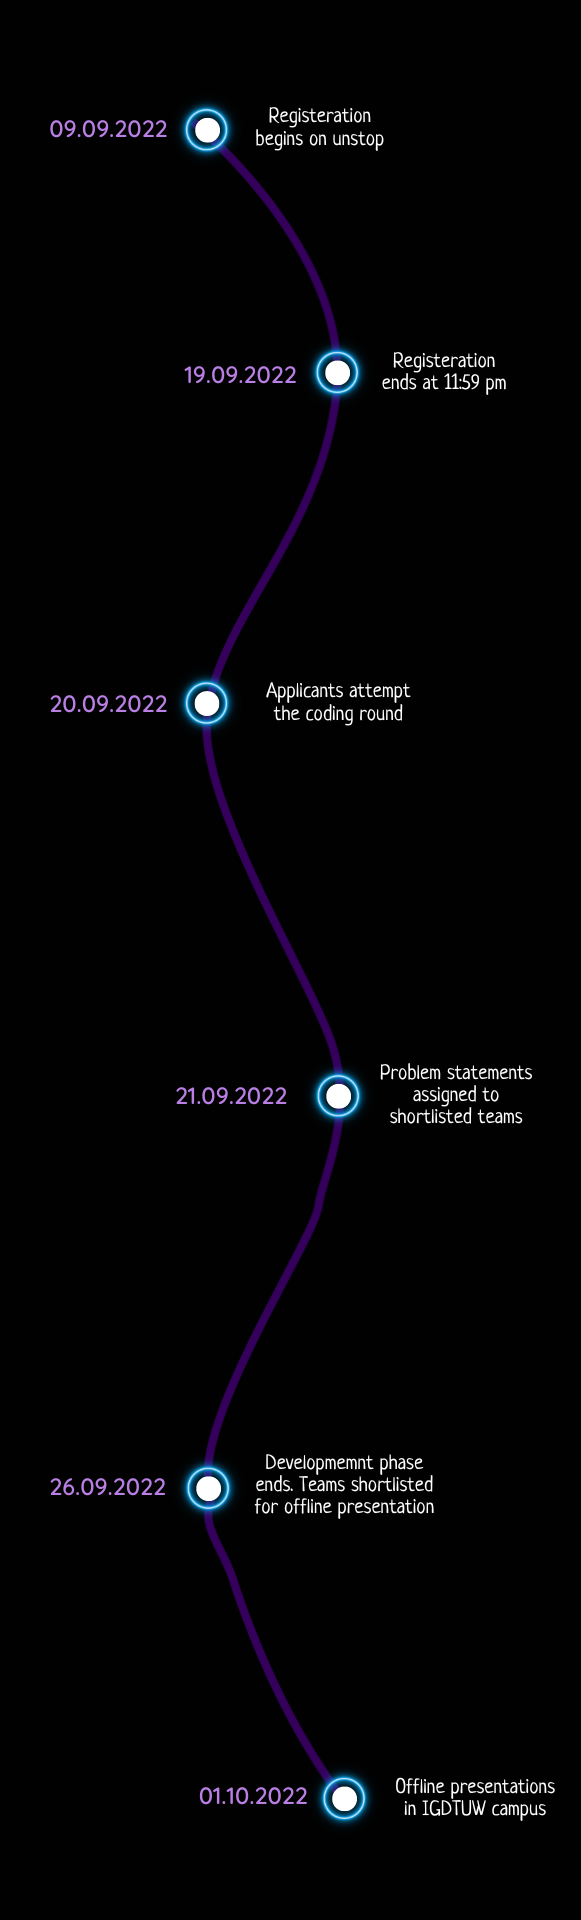 09.09.2022
Registeration
begins on unstop
19.09.2022
Registeration
ends at 11:59 pm
20.09.2022
Applicants attempt
the coding round
21.09.2022
Problem statements
assigned to
shortlisted teams
26.09.2022
Developmemnt phase
ends. Teams shortlisted
for offline presentation
01.10.2022
Offline presentations
in IGDTUW campus